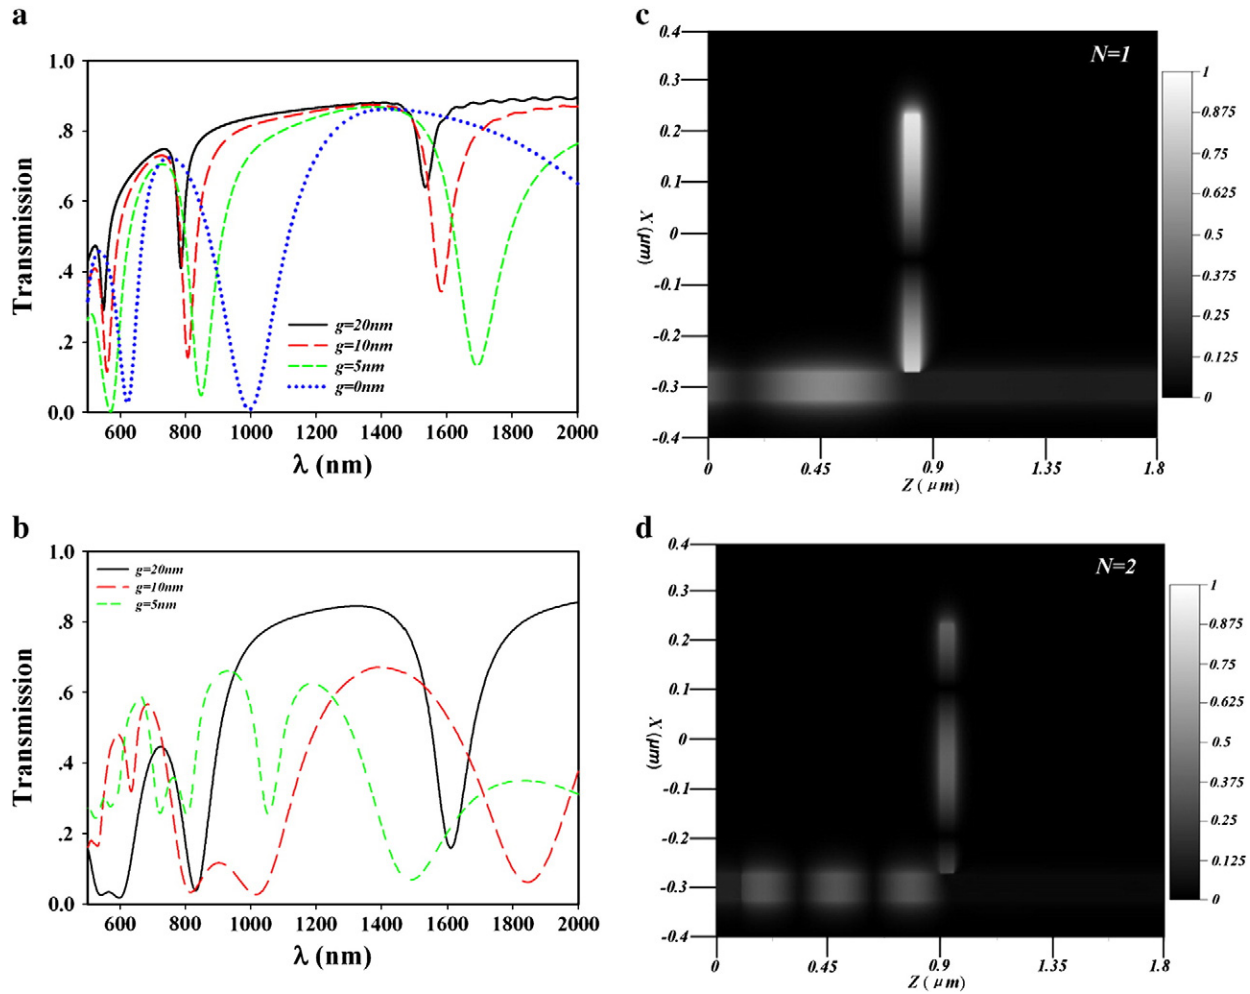 a
1.0
.8
.6
.4
.2
0.0
Transmission
g=20nm
g=10nm
g=5nm
g=0nm
600 800 1000 1200 1400 1600 1800 2000
λ (nm)
c
N=1
0.4
0.3
0.2
0.1
0
-0.1
-0.2
-0.3
-0.4
X (μm)
0 0.45 0.9 1.35 1.8
Z ( μm)
1
0.875
0.75
0.625
0.5
0.375
0.25
0.125
0
b
1.0
.8
.6
.4
.2
0.0
Transmission
g=20nm
g=10nm
g=5nm
600 800 1000 1200 1400 1600 1800 2000
λ (nm)
d
N=2
0.4
0.3
0.2
0.1
0
-0.1
-0.2
-0.3
-0.4
X (μm)
0 0.45 0.9 1.35 1.8
Z ( μm)
1
0.875
0.75
0.625
0.5
0.375
0.25
0.125
0